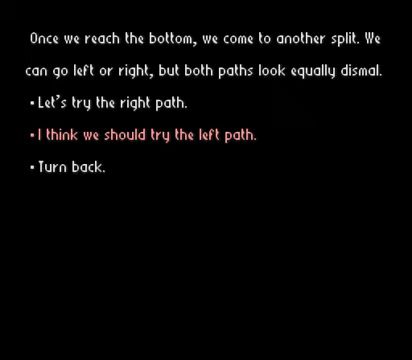 Once we reach the bottom, we come to another split. We
can go left or right, but both paths look equally dismal.
• Let's try the right path.
• I think we should try the left path.
• Turn back.